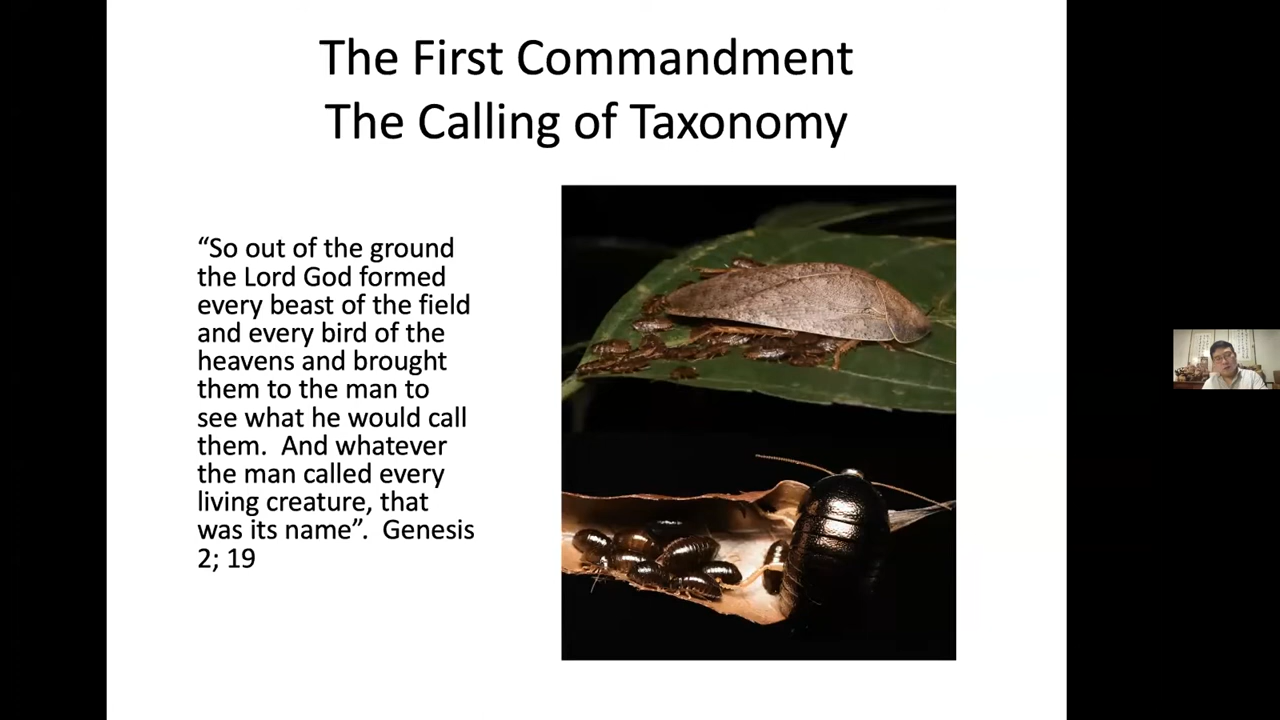 The First Commandment
The Calling of Taxonomy
“So out of the ground
the Lord God formed
every beast of the field
and every bird of the
heavens and brought
them to the man to
see what he would call
them.  And whatever
the man called every
living creature, that
was its name”.  Genesis
2; 19